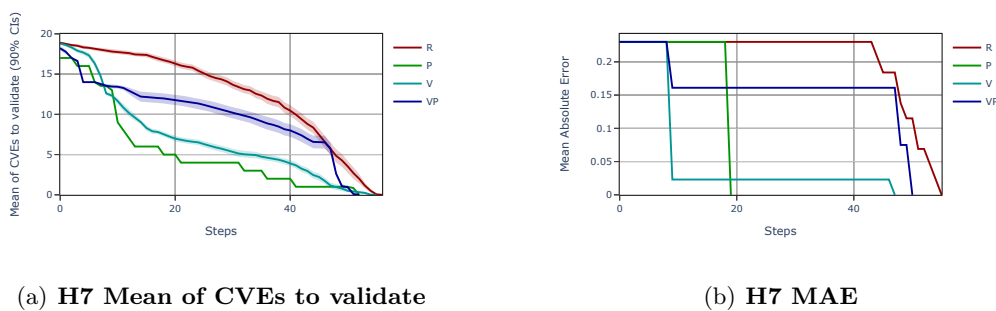 Mean of CVEs to validate (90% CIs)
20
15
10
5
0
0
20
40
Steps
R
P
V
VP
(a) H7 Mean of CVEs to validate
Mean Absolute Error
0.2
0.15
0.1
0.05
0
0
20
40
Steps
R
P
V
VP
(b) H7 MAE